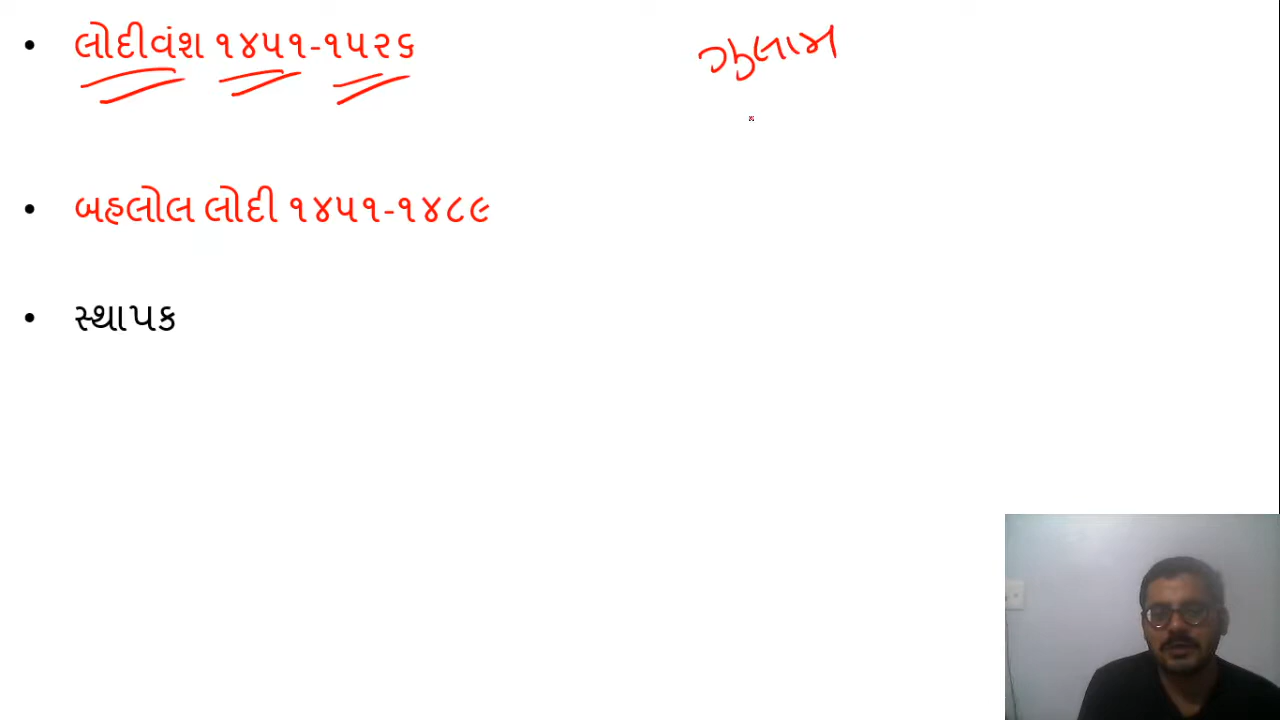 • લોદીવંશ ૧૪૫૧-૧૫૨૬
ગુલામ
• બહલોલ લોદી ૧૪૫૧-૧૪૮૯
• સ્થાપક